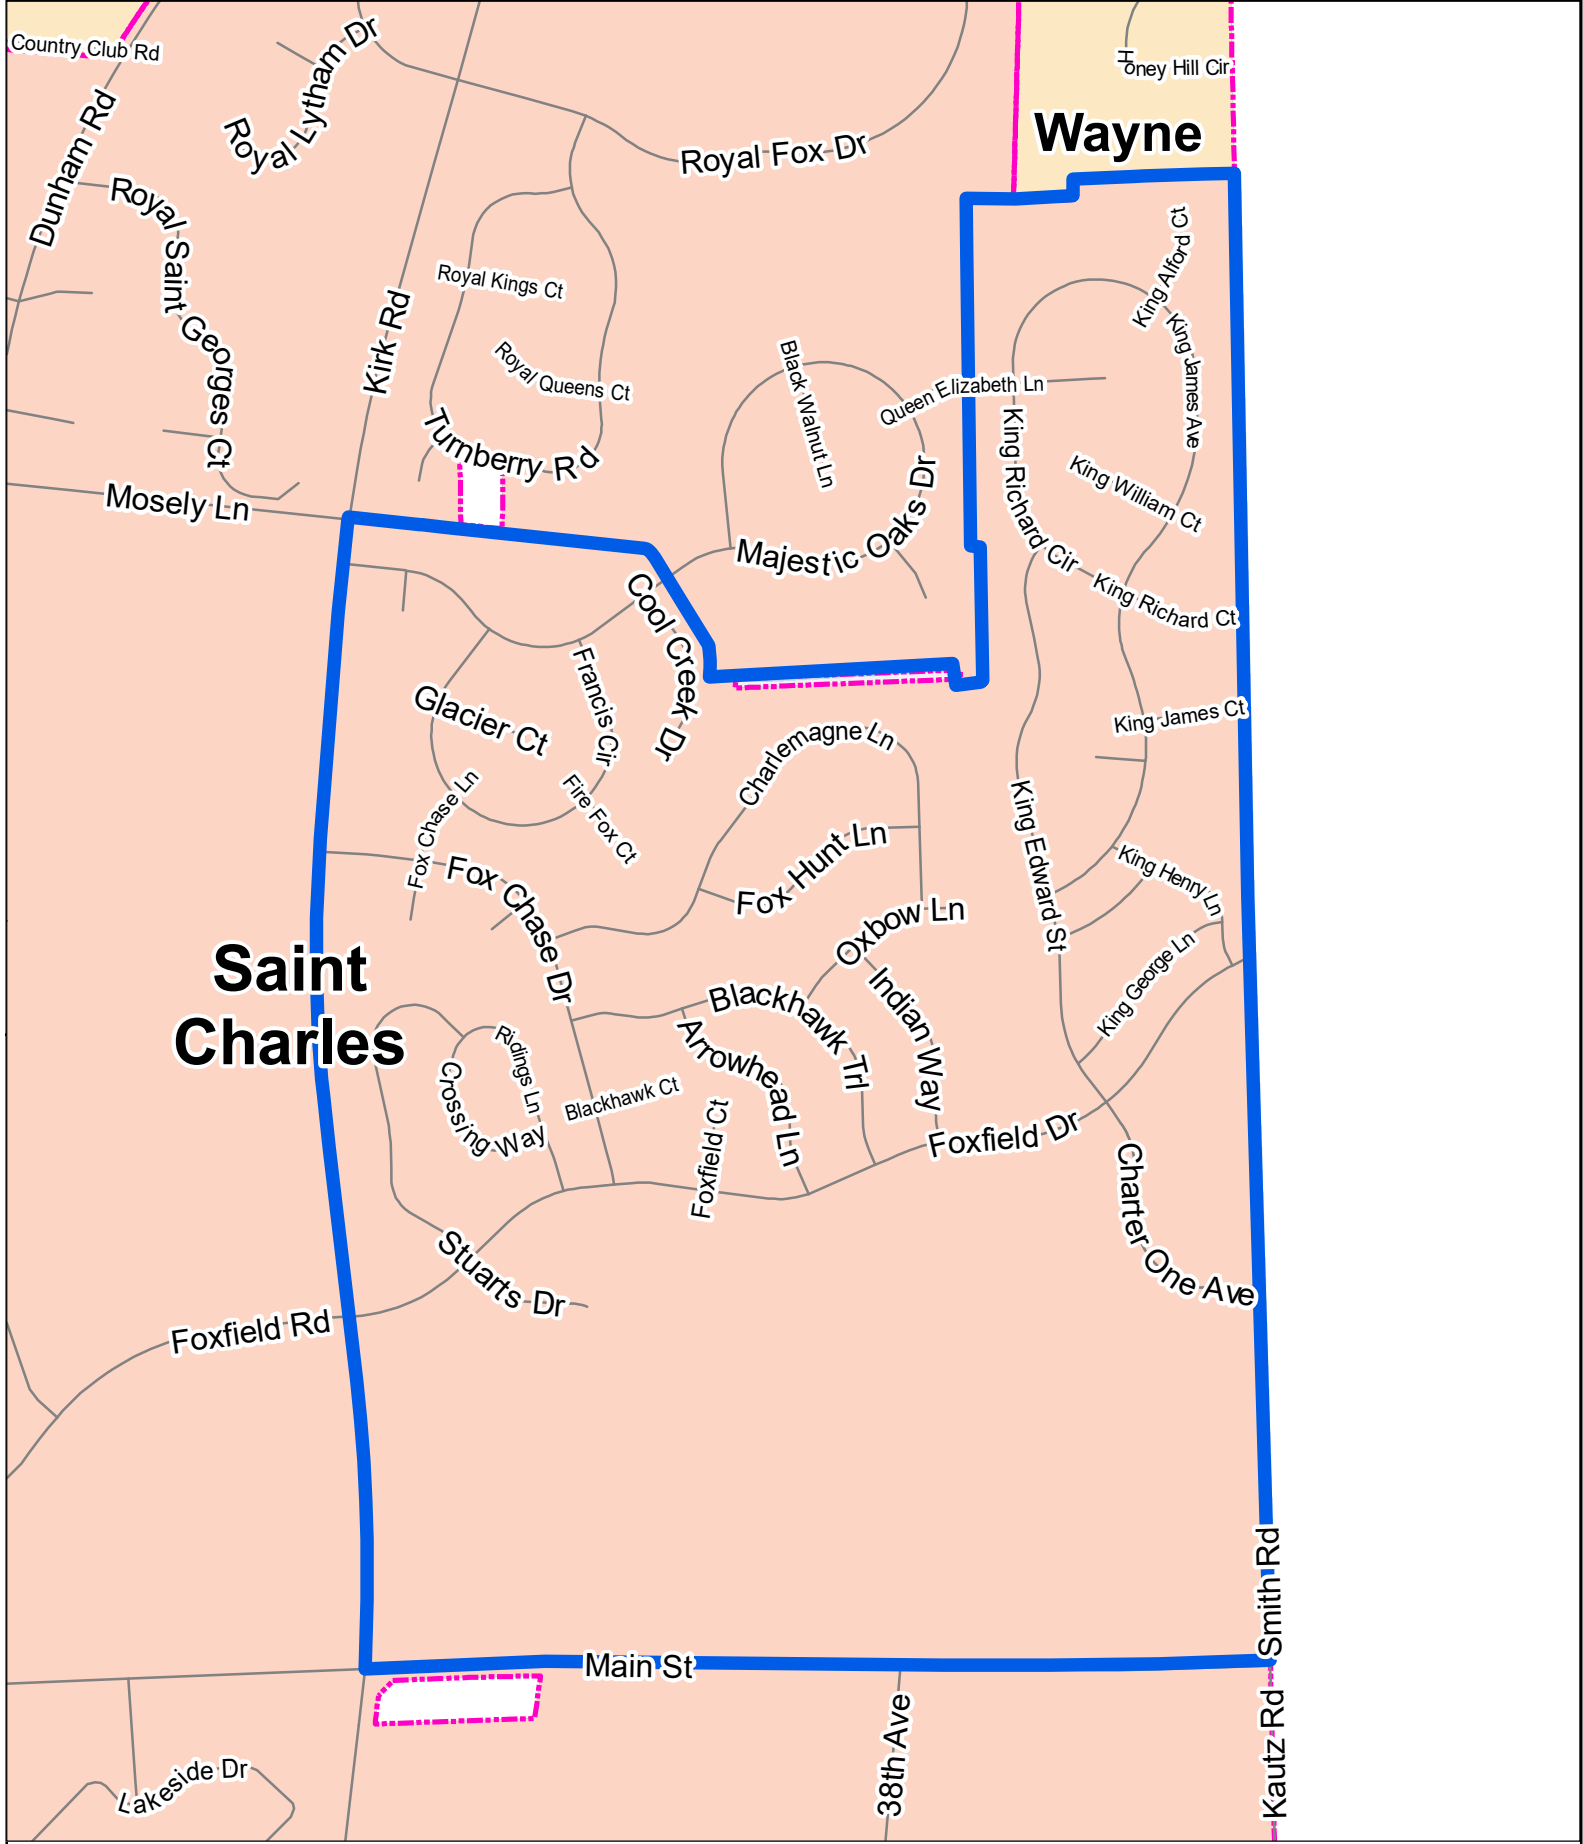 Country Club Rd
Royal Lytham Dr
Honey Hill Cir
Wayne
Dunham Rd
Royal Fox Dr
Royal Saint Georges Ct
King Alford Ct
Royal Kings Ct
Kirk Rd
King James Ave
Royal Queens Ct
Black Walnut Ln
Queen Elizabeth Ln
Turnberry Rd
King Richard Cir
King William Ct
Mosely Ln
Majestic Oaks Dr
King Richard Ct
Cool Creek Dr
Francis Cir
Glacier Ct
King James Ct
Charlemagne Ln
Fox Chase Ln
Fire Fox Ct
King Edward St
Fox Hunt Ln
King Henry Ln
Fox Chase Dr
Oxbow Ln
Saint
Charles
King George Ln
Indian Way
Blackhawk Trl
Arrowhead Ln
Ridings Ln
Crossing Way
Blackhawk Ct
Foxfield Ct
Foxfield Dr
Charter One Ave
Stuarts Dr
Foxfield Rd
Smith Rd
Main St
Kautz Rd
38th Ave
Lakeside Dr